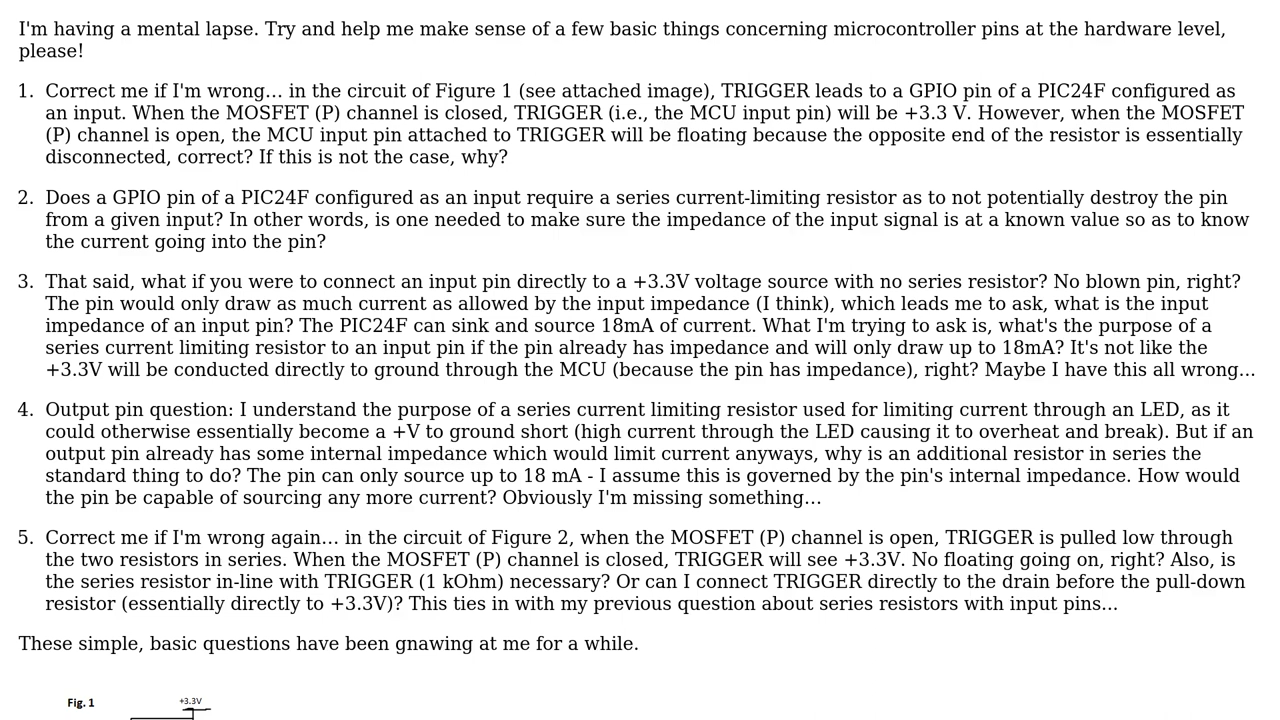 I'm having a mental lapse. Try and help me make sense of a few basic things concerning microcontroller pins at the hardware level,
please!
1. Correct me if I'm wrong... in the circuit of Figure 1 (see attached image), TRIGGER leads to a GPIO pin of a PIC24F configured as
an input. When the MOSFET (P) channel is closed, TRIGGER (i.e., the MCU input pin) will be +3.3 V. However, when the MOSFET
(P) channel is open, the MCU input pin attached to TRIGGER will be floating because the opposite end of the resistor is essentially
disconnected, correct? If this is not the case, why?
2. Does a GPIO pin of a PIC24F configured as an input require a series current-limiting resistor as to not potentially destroy the pin
from a given input? In other words, is one needed to make sure the impedance of the input signal is at a known value so as to know
the current going into the pin?
3. That said, what if you were to connect an input pin directly to a +3.3V voltage source with no series resistor? No blown pin, right?
The pin would only draw as much current as allowed by the input impedance (I think), which leads me to ask, what is the input
impedance of an input pin? The PIC24F can sink and source 18mA of current. What I'm trying to ask is, what's the purpose of a
series current limiting resistor to an input pin if the pin already has impedance and will only draw up to 18mA? It's not like the
+3.3V will be conducted directly to ground through the MCU (because the pin has impedance), right? Maybe I have this all wrong...
4. Output pin question: I understand the purpose of a series current limiting resistor used for limiting current through an LED, as it
could otherwise essentially become a +V to ground short (high current through the LED causing it to overheat and break). But if an
output pin already has some internal impedance which would limit current anyways, why is an additional resistor in series the
standard thing to do? The pin can only source up to 18 mA - I assume this is governed by the pin's internal impedance. How would
the pin be capable of sourcing any more current? Obviously I'm missing something...
5. Correct me if I'm wrong again... in the circuit of Figure 2, when the MOSFET (P) channel is open, TRIGGER is pulled low through
the two resistors in series. When the MOSFET (P) channel is closed, TRIGGER will see +3.3V. No floating going on, right? Also, is
the series resistor in-line with TRIGGER (1 kOhm) necessary? Or can I connect TRIGGER directly to the drain before the pull-down
resistor (essentially directly to +3.3V)? This ties in with my previous question about series resistors with input pins...
These simple, basic questions have been gnawing at me for a while.
Fig. 1
+3.3V